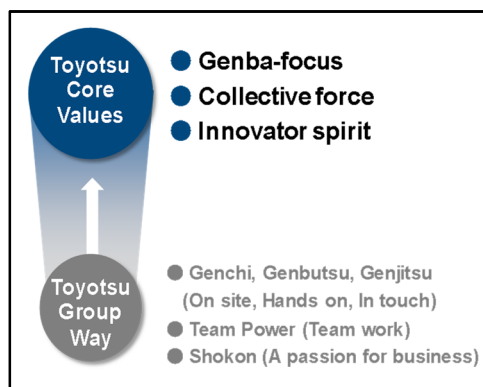 Toyotsu
Core
Values
Genba-focus
Collective force
Innovator spirit
Toyotsu
Group
Way
Genchi, Genbutsu, Genjitsu
(On site, Hands on, In touch)
Team Power (Team work)
Shokon (A passion for business)